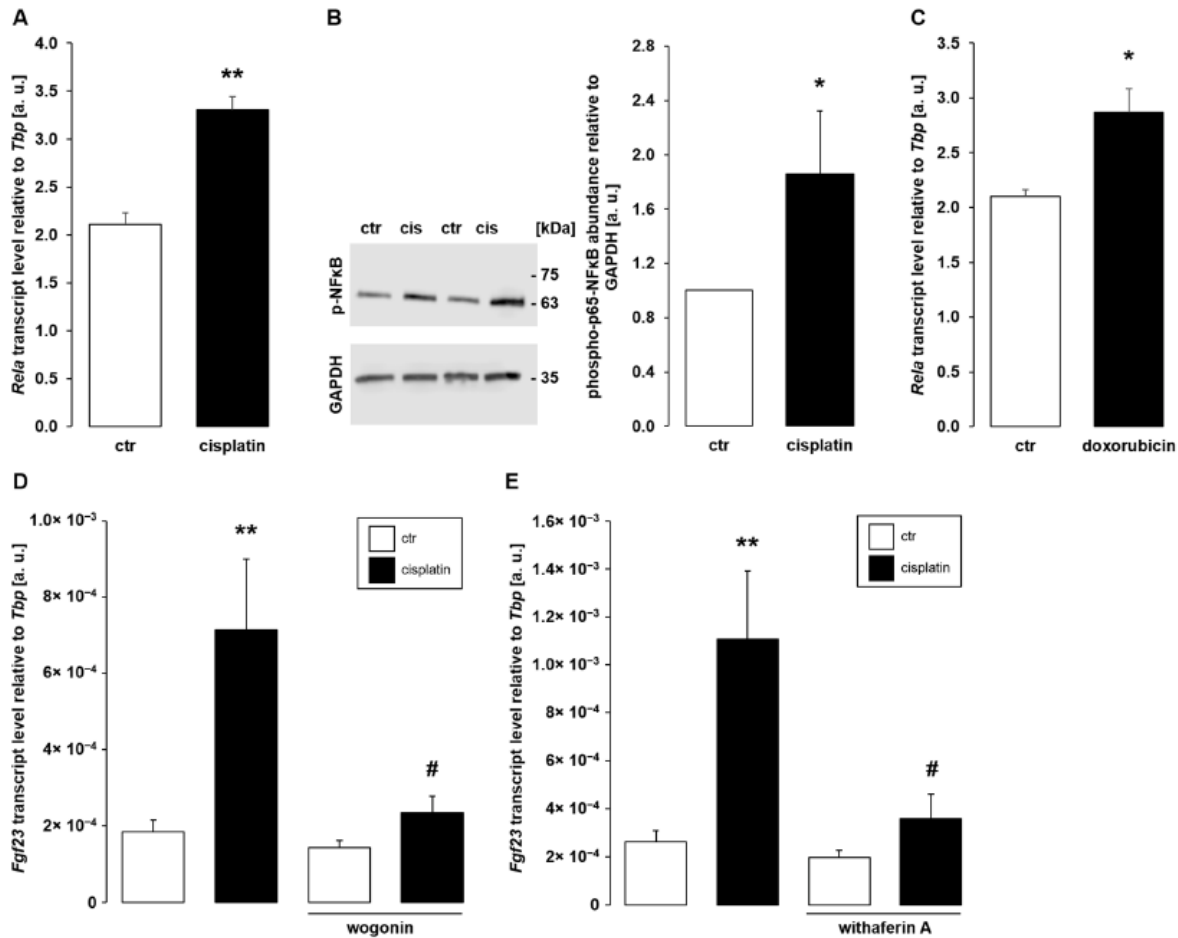 A
Rela transcript level relative to Tbp [a. u.]
4.0
3.5
3.0
2.5
2.0
1.5
1.0
0.5
0.0
**
ctr
cisplatin
B
ctr cis ctr cis [kDa]
p-NFκB
- 75
- 63
GAPDH
- 35
phospho-p65-NFκB abundance relative to
GAPDH [a. u.]
2.8
2.4
2.0
1.6
1.2
0.8
0.4
0.0
*
ctr
cisplatin
C
Rela transcript level relative to Tbp [a. u.]
3.5
3.0
2.5
2.0
1.5
1.0
0.5
0.0
*
ctr
doxorubicin
D
Fgf23 transcript level relative to Tbp [a. u.]
1.0× 10⁻³
8× 10⁻⁴
6× 10⁻⁴
4× 10⁻⁴
2× 10⁻⁴
0
**
#
ctr
cisplatin
wogonin
E
Fgf23 transcript level relative to Tbp [a. u.]
1.6× 10⁻³
1.4× 10⁻³
1.2× 10⁻³
1.0× 10⁻³
8× 10⁻⁴
6× 10⁻⁴
4× 10⁻⁴
2× 10⁻⁴
0
**
#
ctr
cisplatin
withaferin A